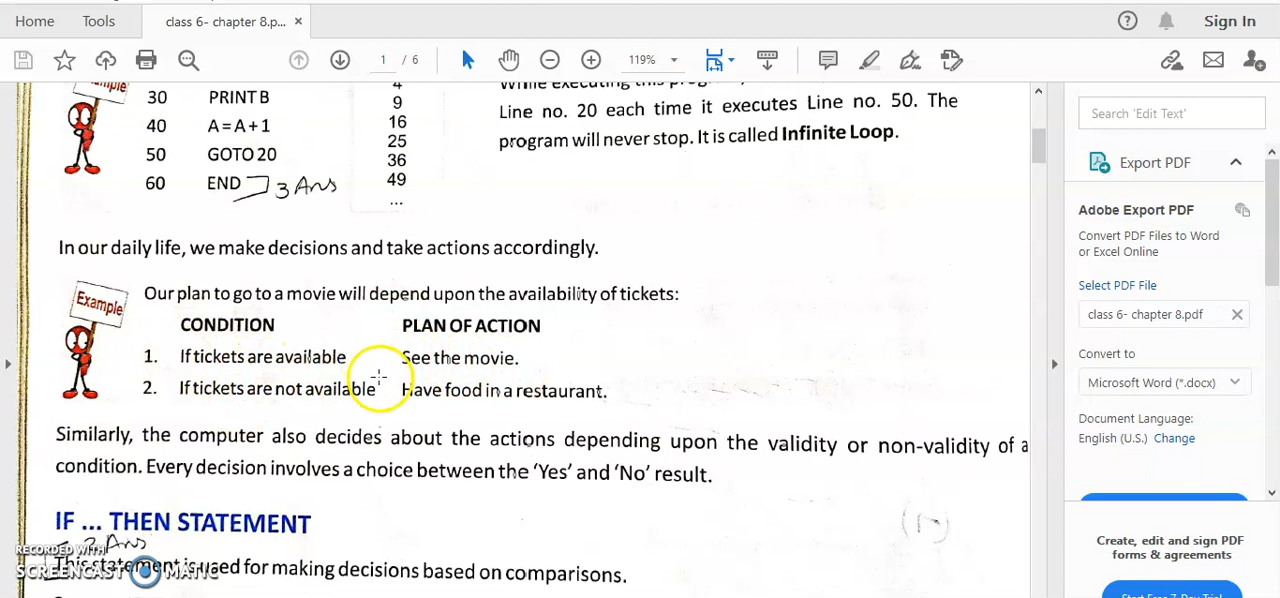 Home Tools class 6- chapter 8.p... × Sign In
1 / 6 119%
4
30 PRINT B 9 Line no. 20 each time it executes Line no. 50. The
40 A = A + 1 16 program will never stop. It is called Infinite Loop.
50 GOTO 20 25
36
60 END 3 Ans 49
...
In our daily life, we make decisions and take actions accordingly.
Example Our plan to go to a movie will depend upon the availability of tickets:
CONDITION PLAN OF ACTION
1. If tickets are available See the movie.
2. If tickets are not available Have food in a restaurant.
Similarly, the computer also decides about the actions depending upon the validity or non-validity of a
condition. Every decision involves a choice between the ‘Yes’ and ‘No’ result.
IF ... THEN STATEMENT
Ans
This statement is used for making decisions based on comparisons.
RECORDED WITH
SCREENCAST MATIC
Search 'Edit Text'
Export PDF
Adobe Export PDF
Convert PDF Files to Word
or Excel Online
Select PDF File
class 6- chapter 8.pdf ×
Convert to
Microsoft Word (*.docx)
Document Language:
English (U.S.) Change
Create, edit and sign PDF
forms & agreements
Start Free 7-Day Trial